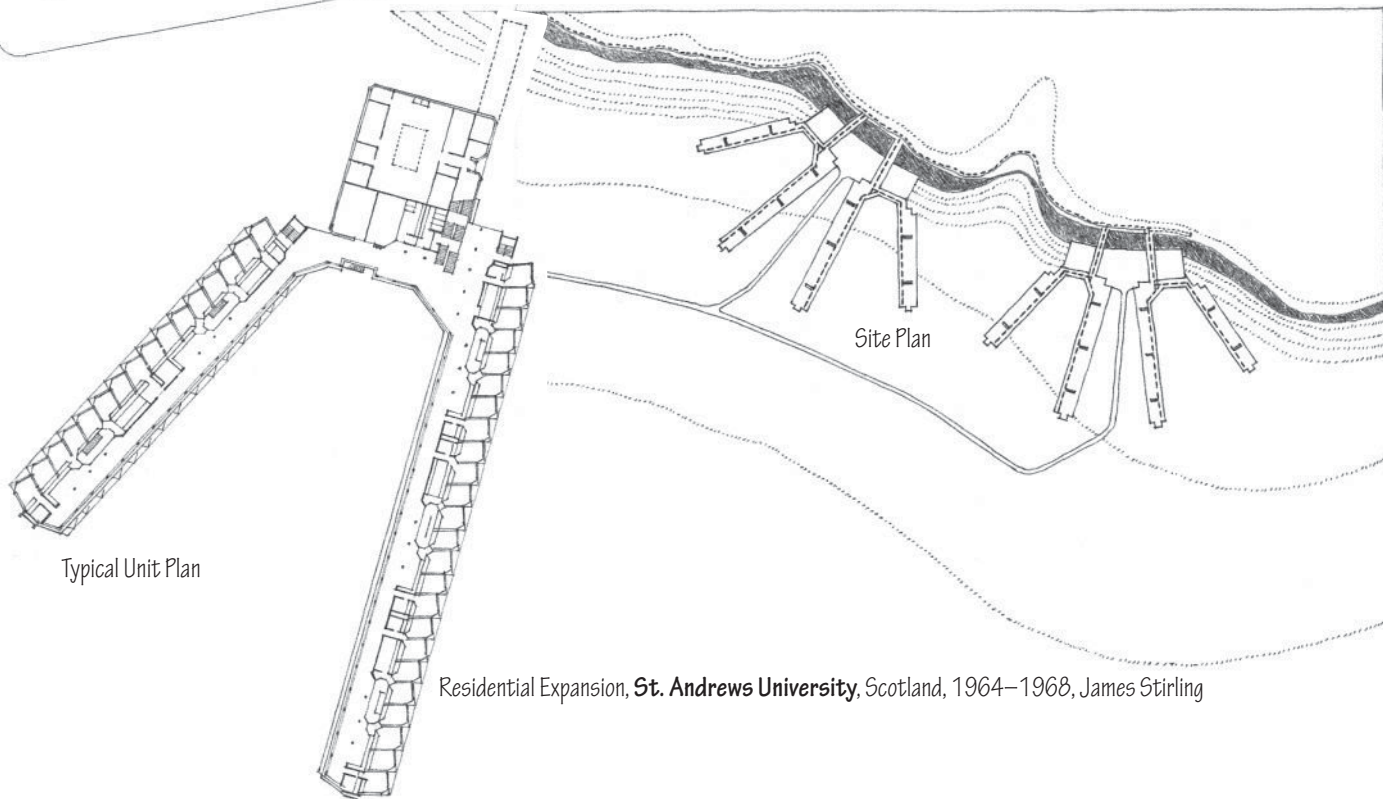 Site Plan
Typical Unit Plan
Residential Expansion, St. Andrews University, Scotland, 1964–1968, James Stirling